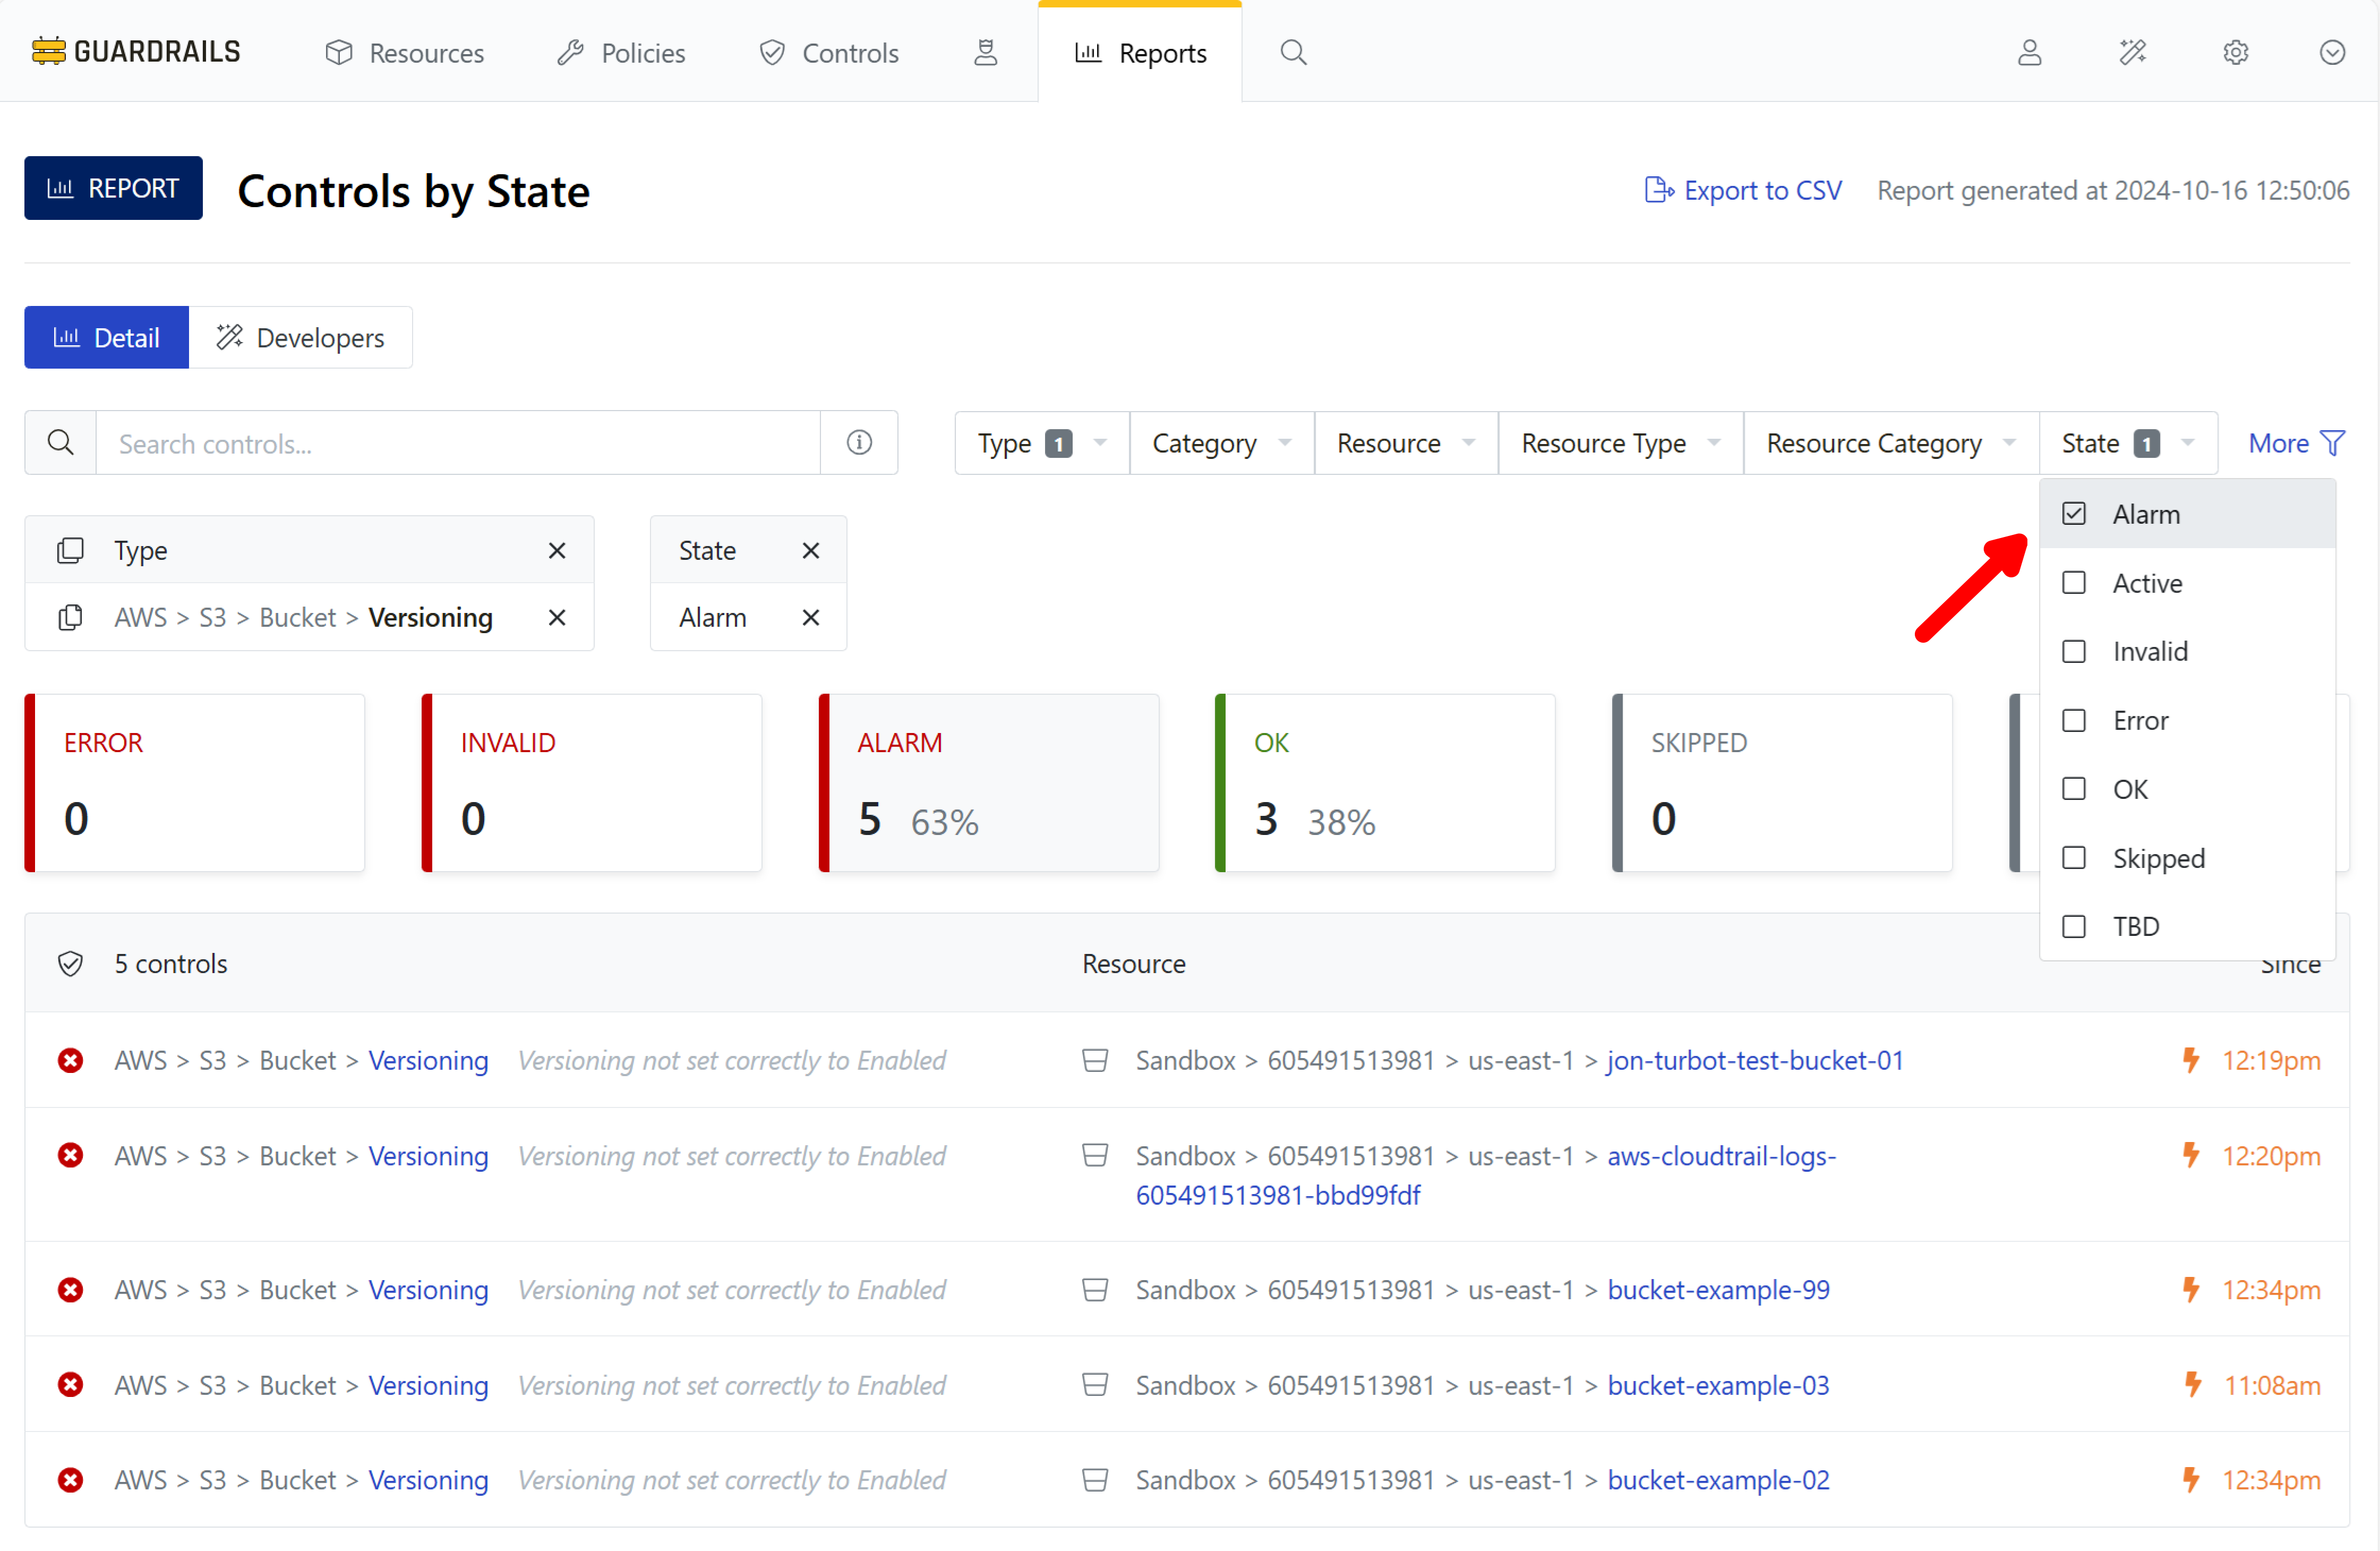 GUARDRAILS Resources Policies Controls Reports
REPORT Controls by State Export to CSV Report generated at 2024-10-16 12:50:06
Detail Developers
Search controls... Type 1 Category Resource Resource Type Resource Category State 1 More
Alarm
Active
Invalid
Error
OK
Skipped
TBD
Type State
AWS > S3 > Bucket > Versioning Alarm
ERROR INVALID ALARM OK SKIPPED
0 0 5 63% 3 38% 0
5 controls Resource Since
AWS > S3 > Bucket > Versioning Versioning not set correctly to Enabled Sandbox > 605491513981 > us-east-1 > jon-turbot-test-bucket-01 12:19pm
AWS > S3 > Bucket > Versioning Versioning not set correctly to Enabled Sandbox > 605491513981 > us-east-1 > aws-cloudtrail-logs- 12:20pm
605491513981-bbd99fdf
AWS > S3 > Bucket > Versioning Versioning not set correctly to Enabled Sandbox > 605491513981 > us-east-1 > bucket-example-99 12:34pm
AWS > S3 > Bucket > Versioning Versioning not set correctly to Enabled Sandbox > 605491513981 > us-east-1 > bucket-example-03 11:08am
AWS > S3 > Bucket > Versioning Versioning not set correctly to Enabled Sandbox > 605491513981 > us-east-1 > bucket-example-02 12:34pm